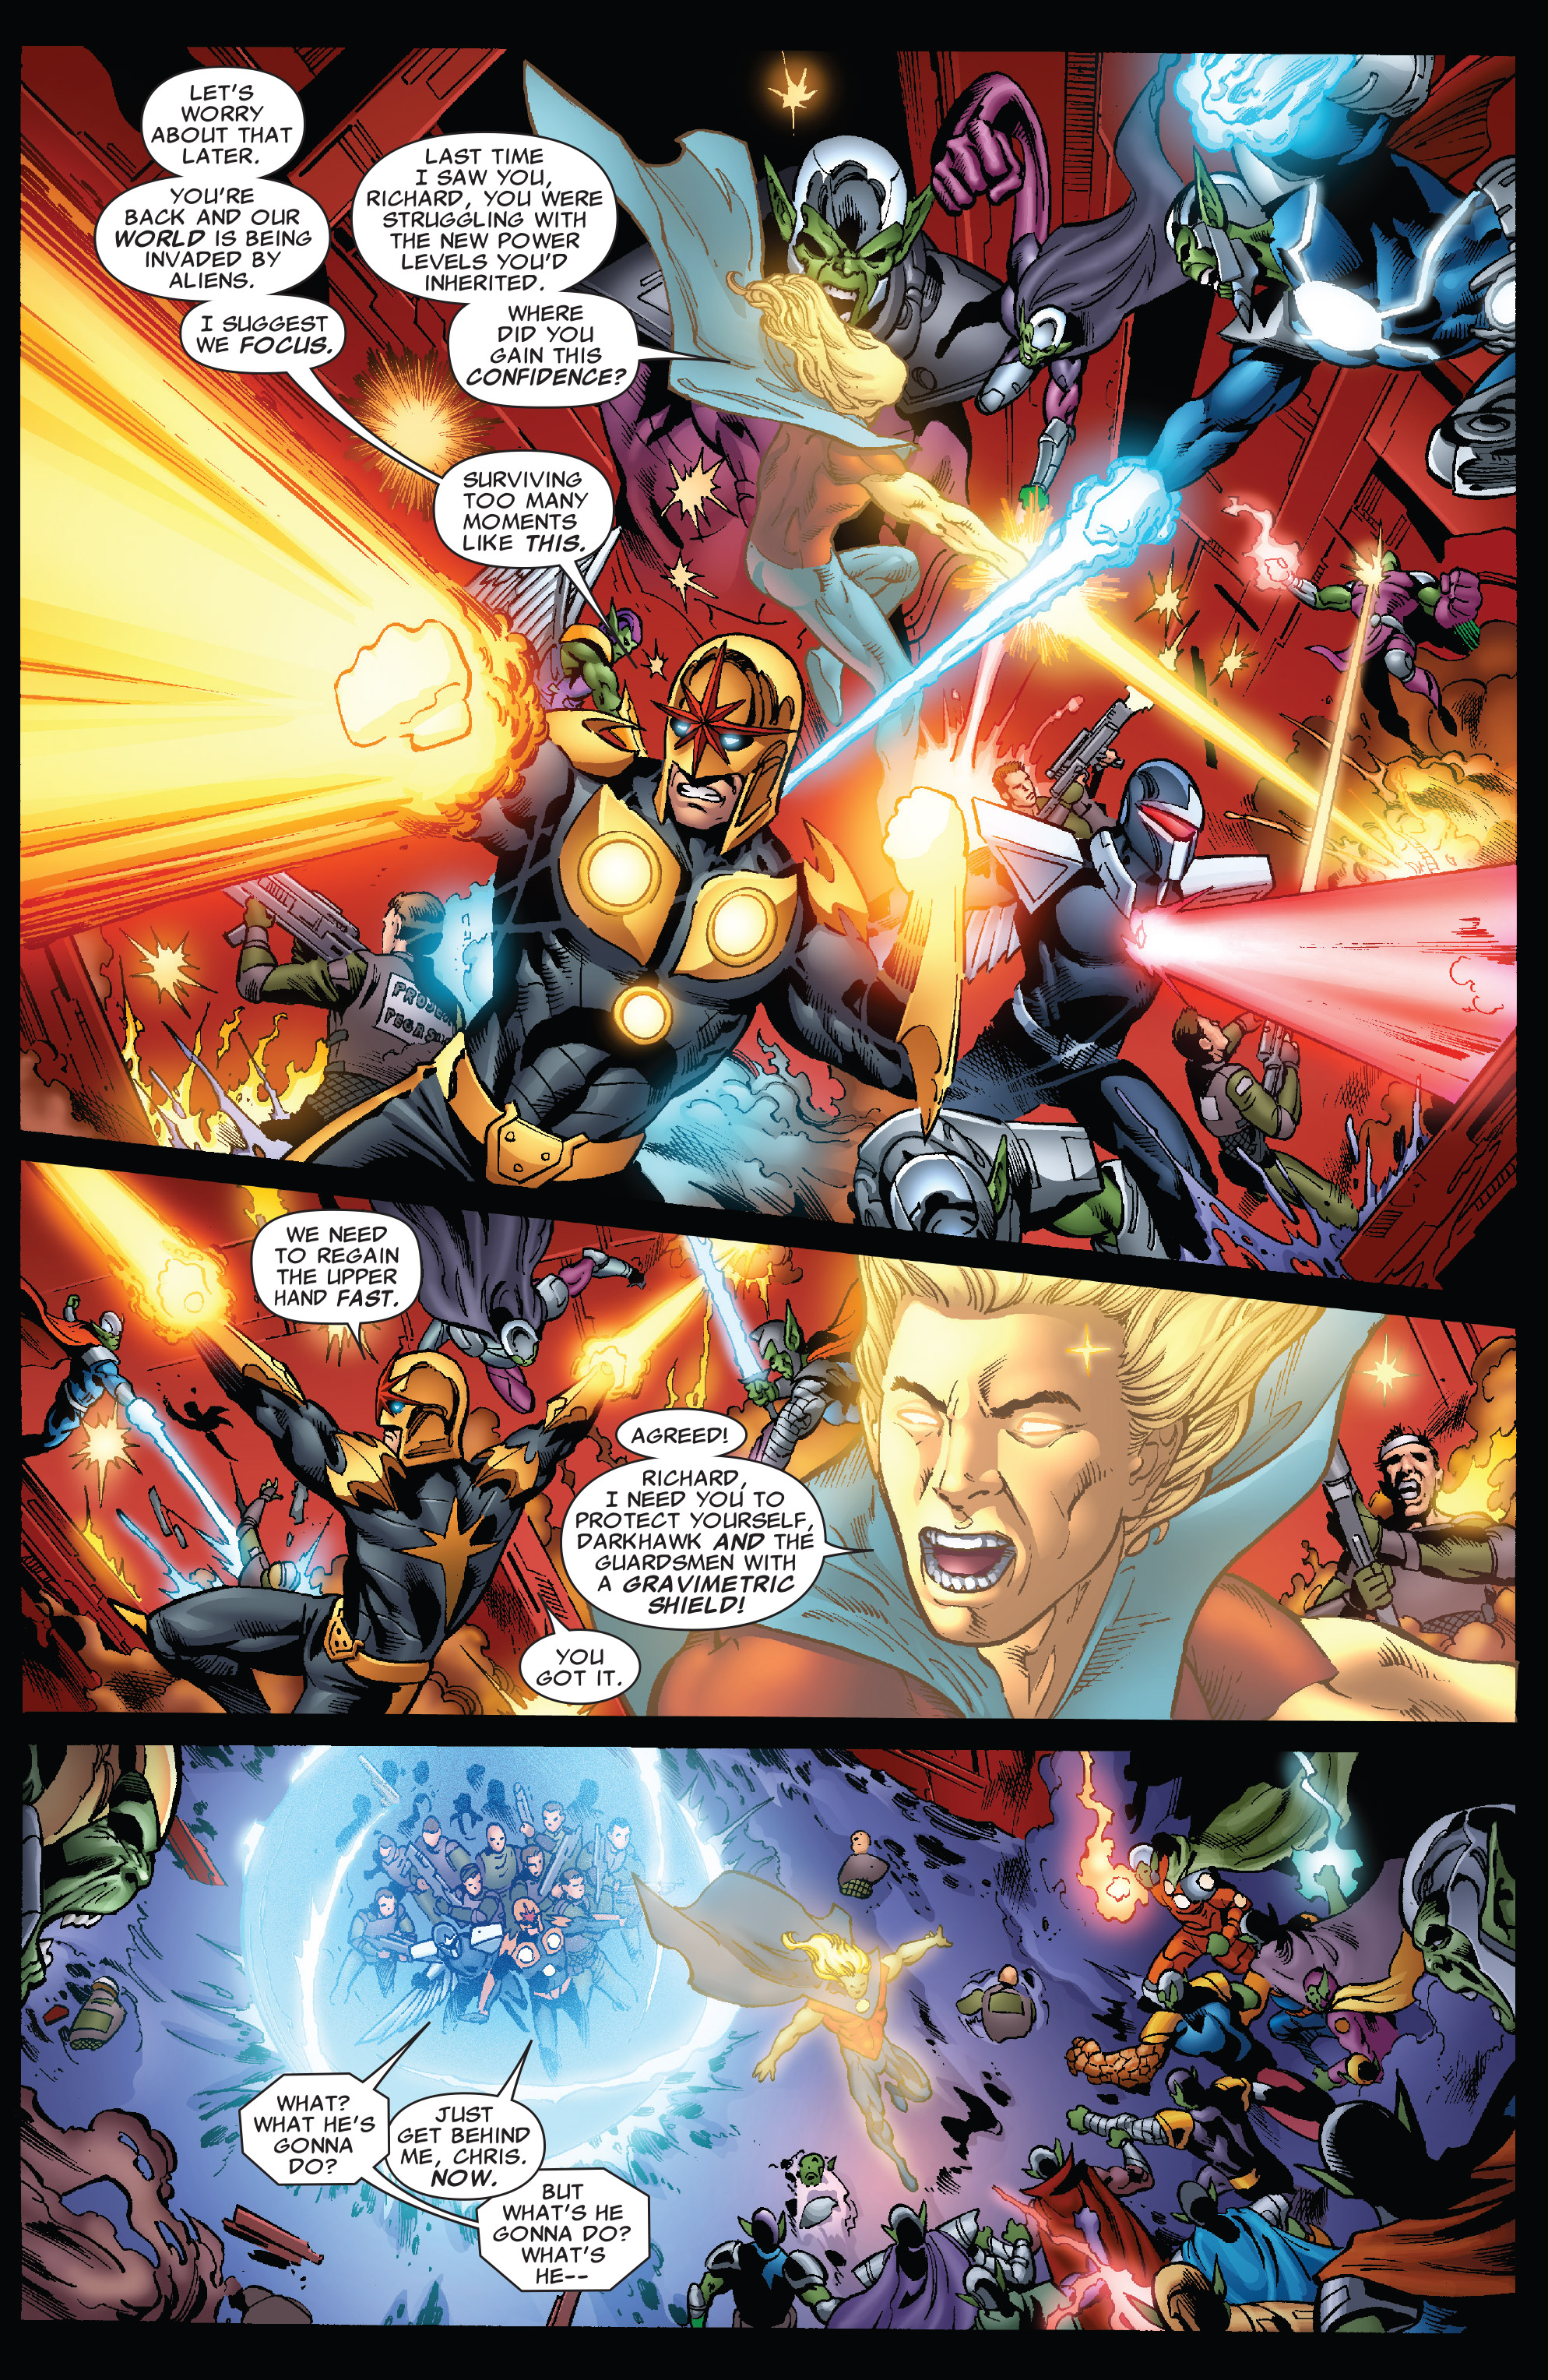 LET'S
WORRY
ABOUT THAT
LATER.
YOU'RE
BACK AND OUR
WORLD IS BEING
INVADED BY
ALIENS.
I SUGGEST
WE FOCUS.
LAST TIME
I SAW YOU,
RICHARD, YOU WERE
STRUGGLING WITH
THE NEW POWER
LEVELS YOU'D
INHERITED.
WHERE
DID YOU
GAIN THIS
CONFIDENCE?
SURVIVING
TOO MANY
MOMENTS
LIKE THIS.
PROJECT
PEGASUS
WE NEED
TO REGAIN
THE UPPER
HAND FAST.
AGREED!
RICHARD,
I NEED YOU TO
PROTECT YOURSELF,
DARKHAWK AND THE
GUARDSMEN WITH
A GRAVIMETRIC
SHIELD!
YOU
GOT IT.
WHAT?
WHAT HE'S
GONNA
DO?
JUST
GET BEHIND
ME, CHRIS.
NOW.
BUT
WHAT'S HE
GONNA DO?
WHAT'S
HE--